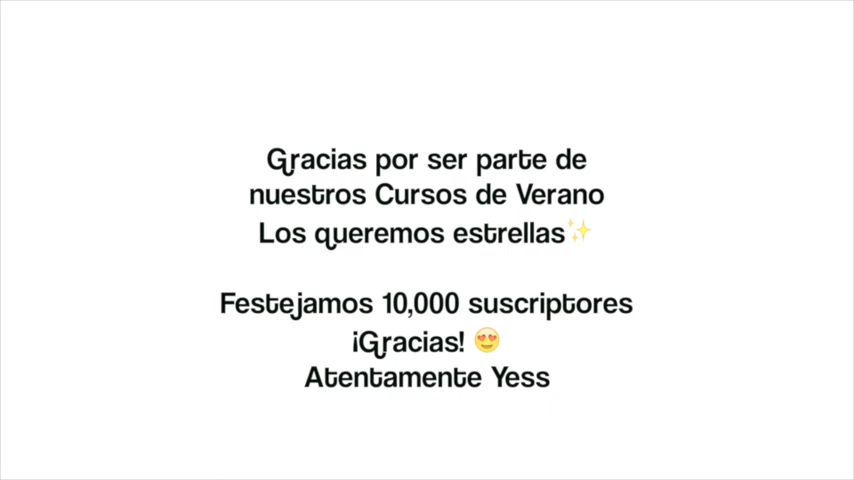 Gracias por ser parte de
nuestros Cursos de Verano
Los queremos estrellas✨
Festejamos 10,000 suscriptores
¡Gracias! 😍
Atentamente Yess